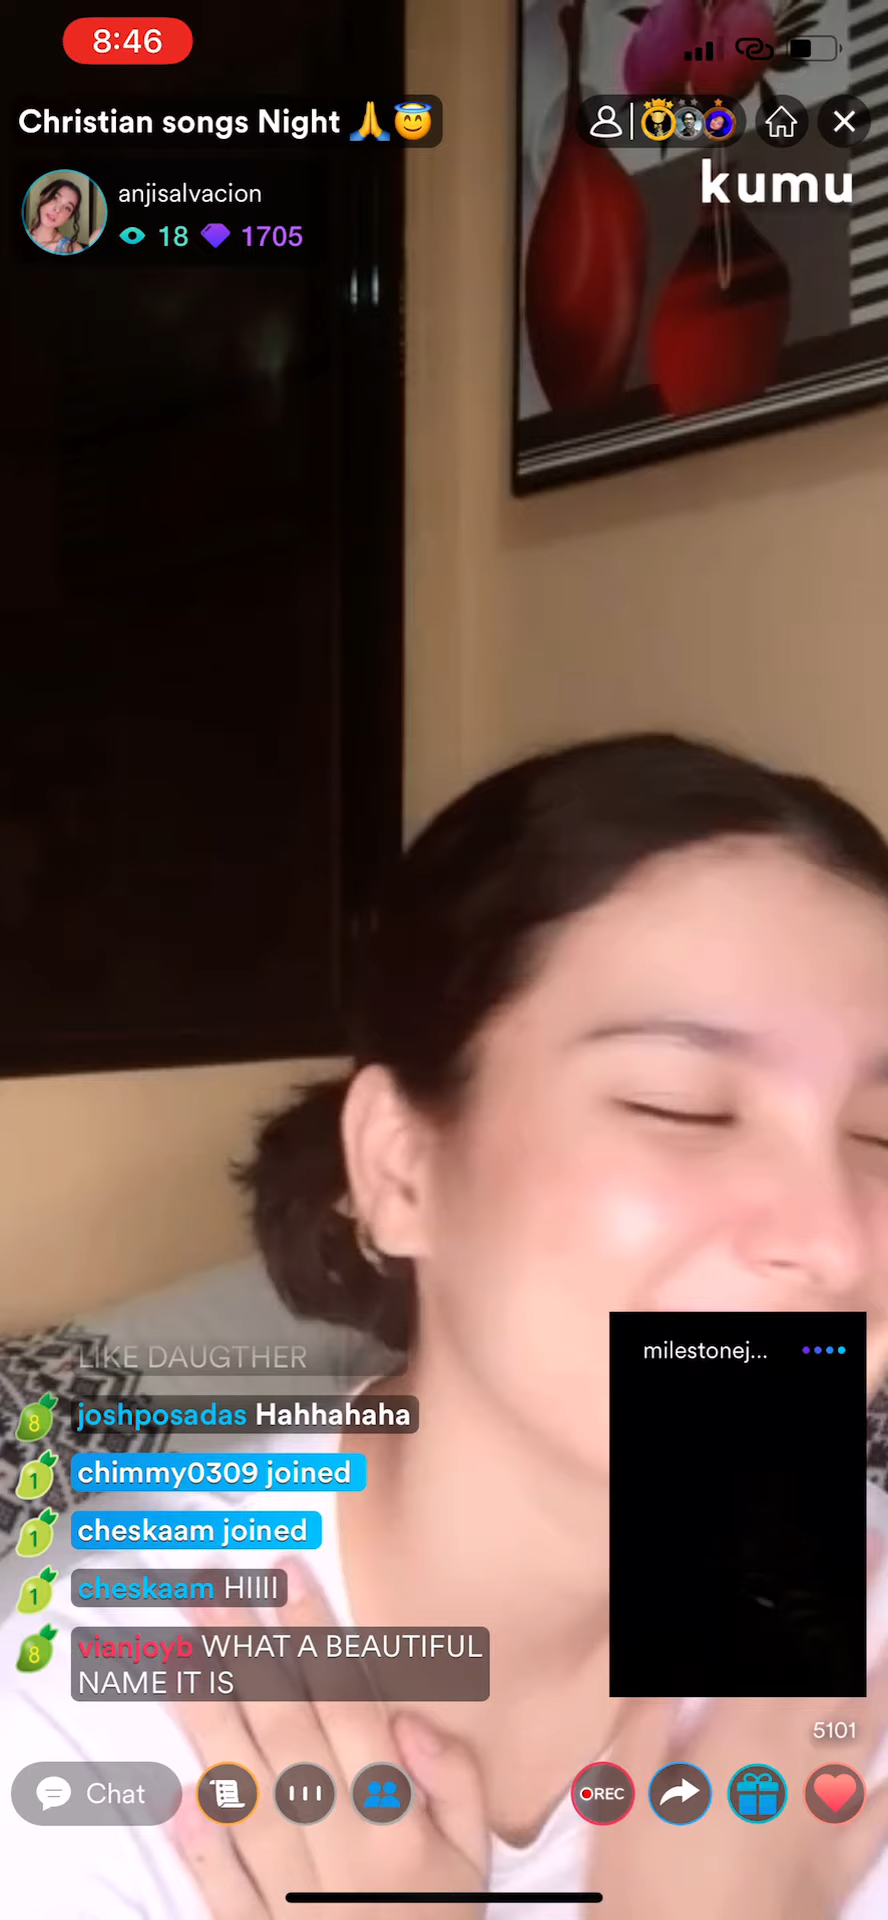 8:46
Christian songs Night 🙏😇
kumu
anjisalvacion
18 1705
LIKE DAUGTHER
8 joshposadas Hahhahaha
1 chimmy0309 joined
1 cheskaam joined
1 cheskaam HIIII
8 vianjoyb WHAT A BEAUTIFUL
NAME IT IS
milestonej...
5101
Chat
REC